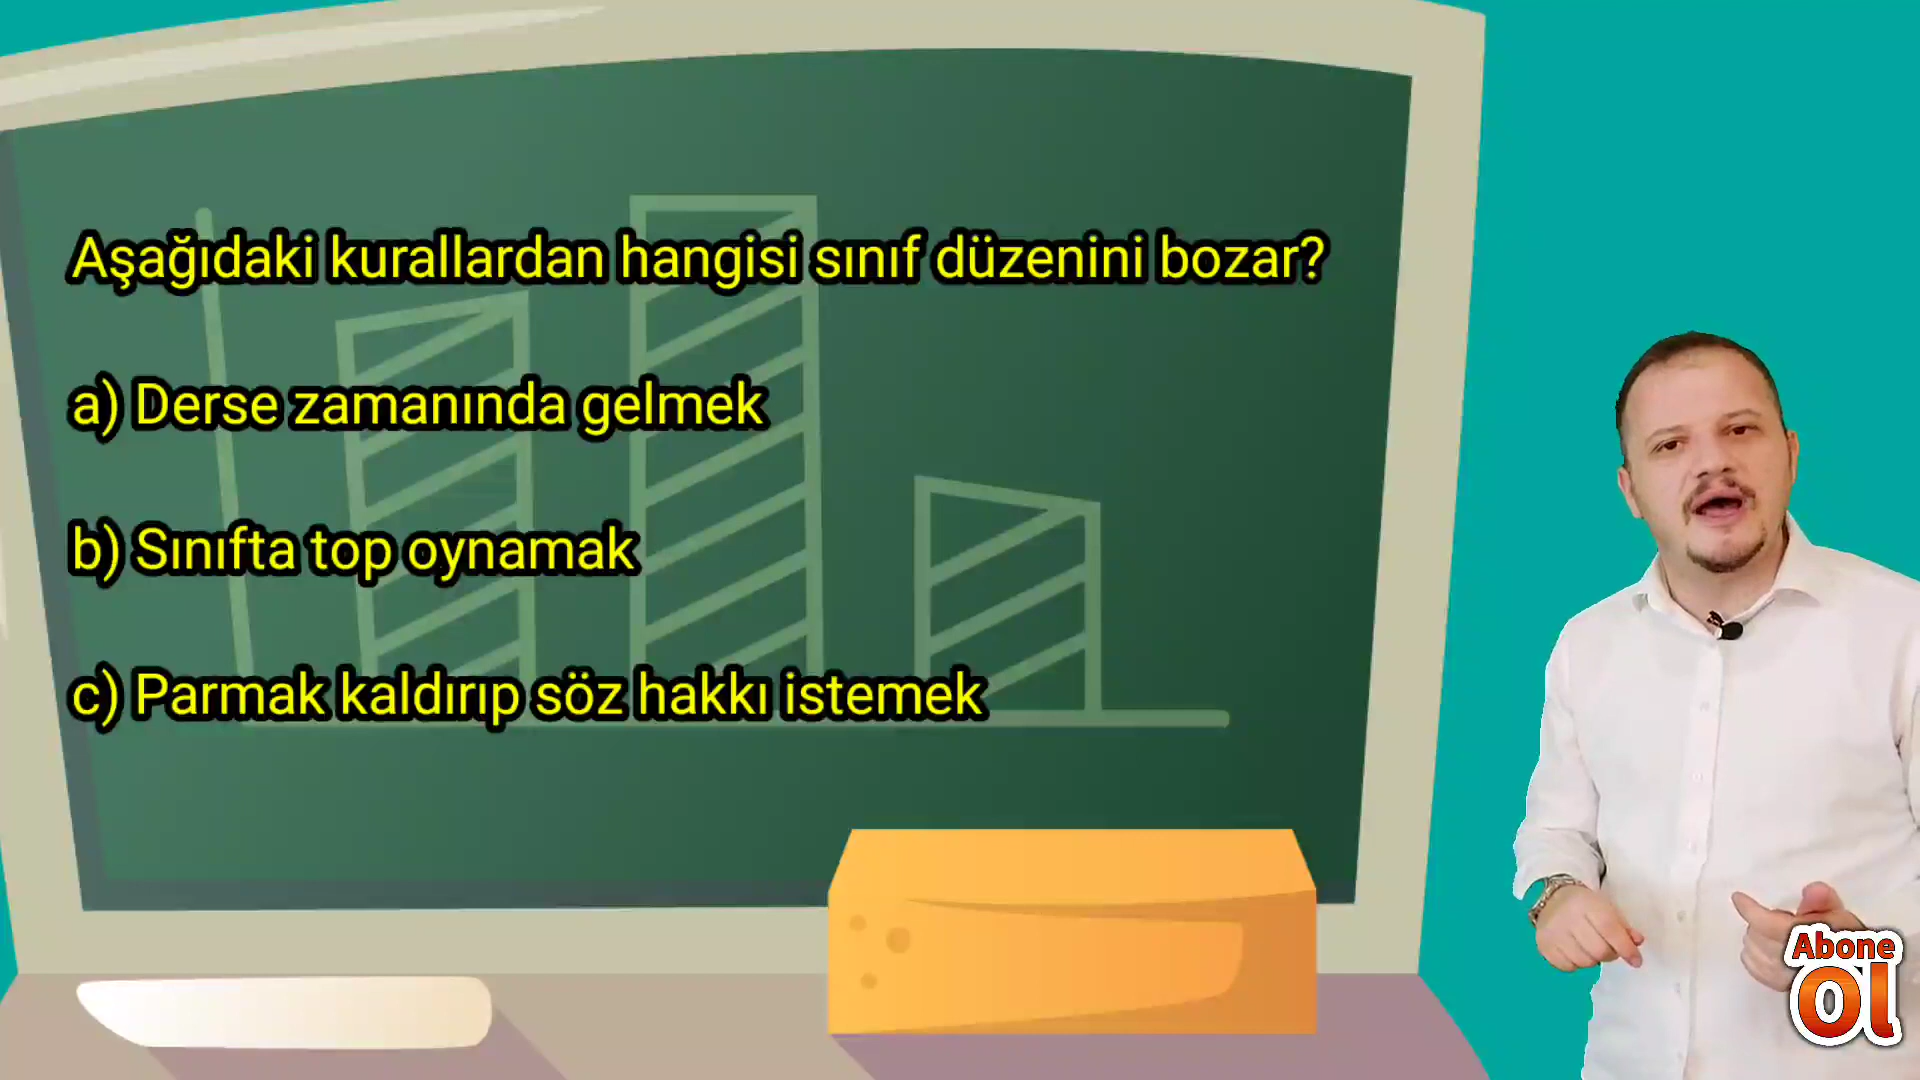 Aşağıdaki kurallardan hangisi sınıf düzenini bozar?
a) Derse zamanında gelmek
b) Sınıfta top oynamak
c) Parmak kaldırıp söz hakkı istemek
Abone
Ol